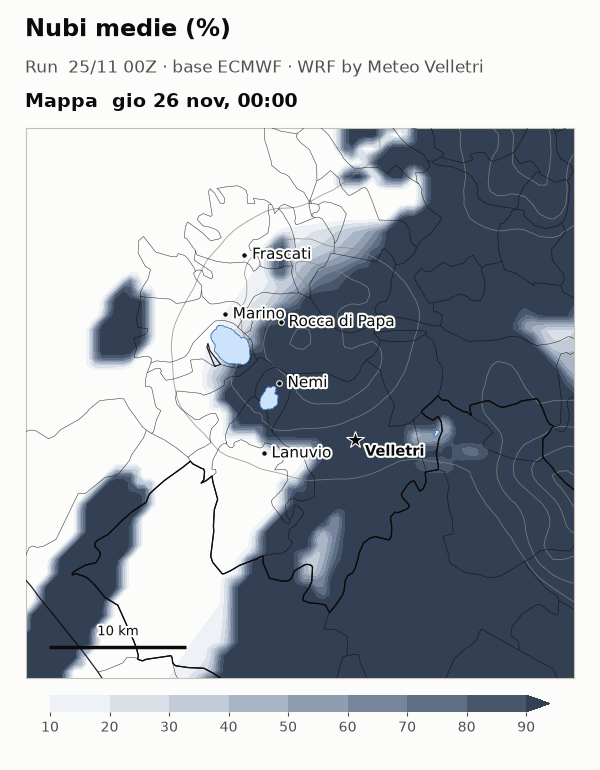 Nubi medie (%)
Run  25/11 00Z · base ECMWF · WRF by Meteo Velletri
Mappa  gio 26 nov, 00:00
Frascati
Marino
Rocca di Papa
Nemi
Velletri
Lanuvio
10 km
10 20 30 40 50 60 70 80 90